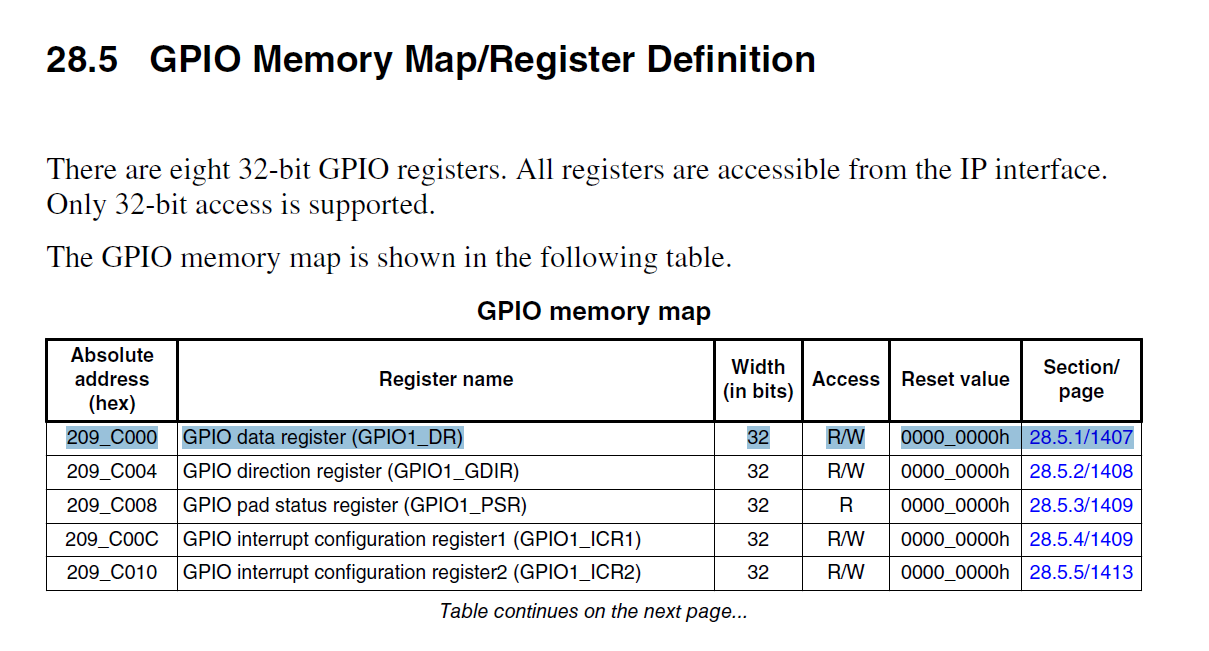 28.5 GPIO Memory Map/Register Definition
There are eight 32-bit GPIO registers. All registers are accessible from the IP interface.
Only 32-bit access is supported.
The GPIO memory map is shown in the following table.
GPIO memory map
Absolute address (hex) Register name Width (in bits) Access Reset value Section/ page
209_C000 GPIO data register (GPIO1_DR) 32 R/W 0000_0000h 28.5.1/1407
209_C004 GPIO direction register (GPIO1_GDIR) 32 R/W 0000_0000h 28.5.2/1408
209_C008 GPIO pad status register (GPIO1_PSR) 32 R 0000_0000h 28.5.3/1409
209_C00C GPIO interrupt configuration register1 (GPIO1_ICR1) 32 R/W 0000_0000h 28.5.4/1409
209_C010 GPIO interrupt configuration register2 (GPIO1_ICR2) 32 R/W 0000_0000h 28.5.5/1413
Table continues on the next page...